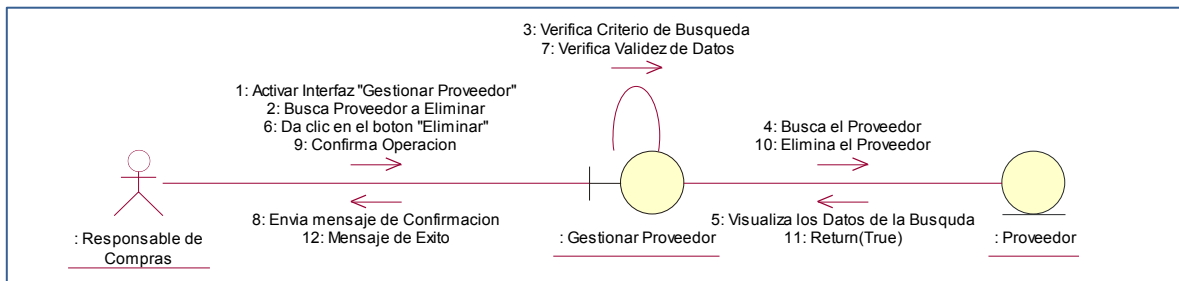 3: Verifica Criterio de Busqueda
7: Verifica Validez de Datos
1: Activar Interfaz "Gestionar Proveedor"
2: Busca Proveedor a Eliminar
6: Da clic en el boton "Eliminar"
9: Confirma Operacion
4: Busca el Proveedor
10: Elimina el Proveedor
8: Envia mensaje de Confirmacion
12: Mensaje de Exito
5: Visualiza los Datos de la Busquda
11: Return(True)
: Responsable de
Compras
: Gestionar Proveedor
: Proveedor